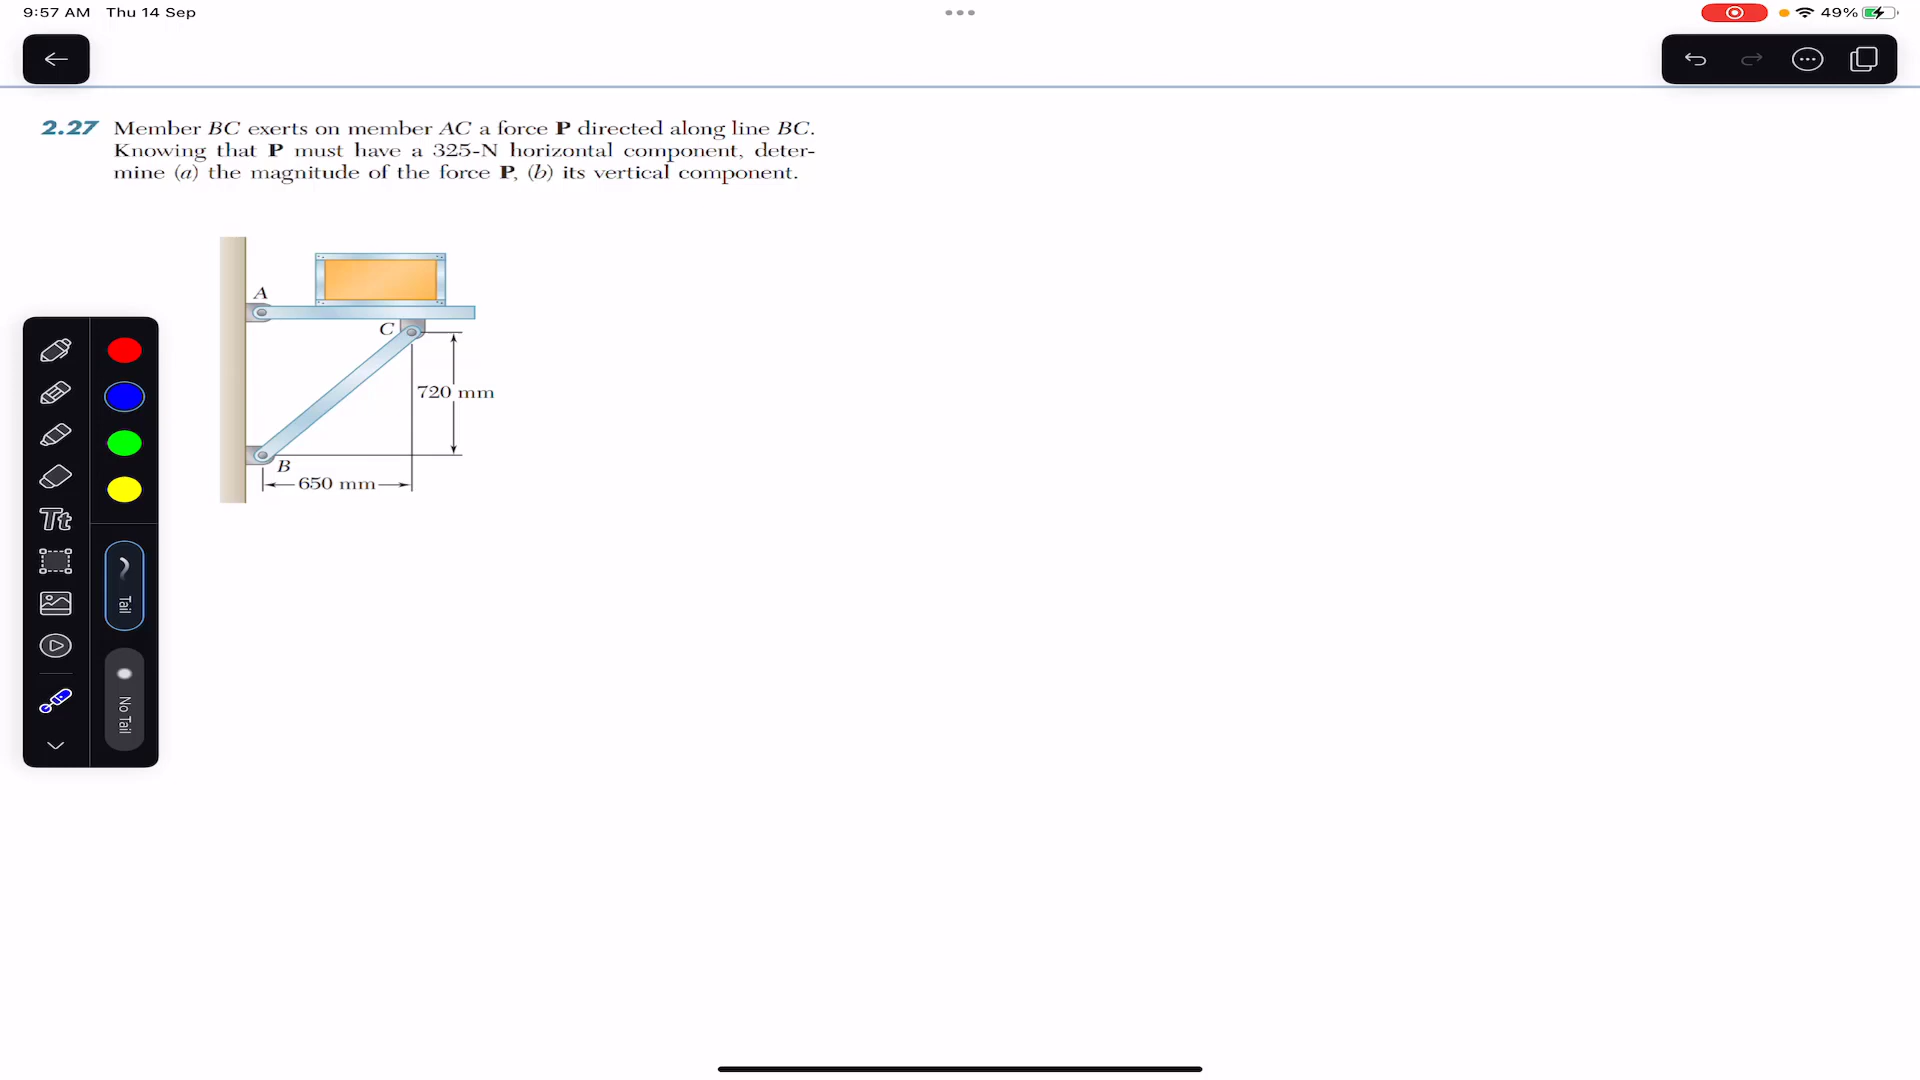 9:57 AM Thu 14 Sep
49%
2.27 Member BC exerts on member AC a force P directed along line BC.
Knowing that P must have a 325-N horizontal component, deter-
mine (a) the magnitude of the force P, (b) its vertical component.
A
C
720 mm
B
650 mm
Tt
Tail
No Tail